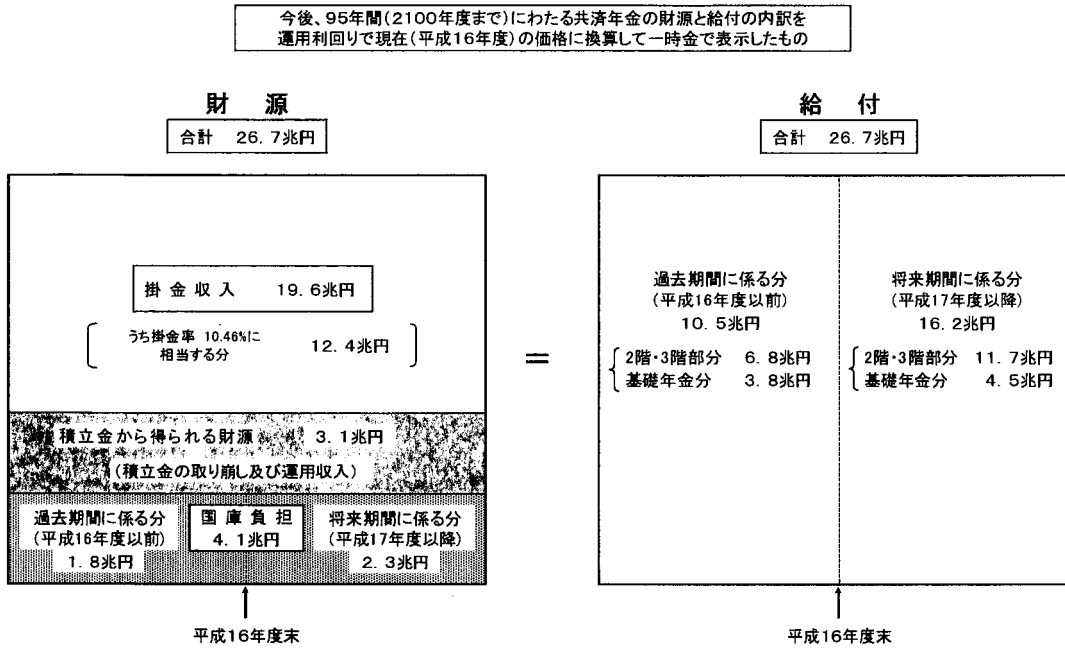 今後、95年間(2100年度まで)にわたる共済年金の財源と給付の内訳を
運用利回りで現在(平成16年度)の価格に換算して一時金で表示したもの
財 源
合計 26.7兆円
掛金収入 19.6兆円
うち掛金率 10.46%に
相当する分
12.4兆円
積立金から得られる財源 3.1兆円
(積立金の取り崩し及び運用収入)
過去期間に係る分
(平成16年度以前)
1.8兆円
国庫負担
4.1兆円
将来期間に係る分
(平成17年度以降)
2.3兆円
平成16年度末
=
給 付
合計 26.7兆円
過去期間に係る分
(平成16年度以前)
10.5兆円
2階・3階部分 6.8兆円
基礎年金分 3.8兆円
将来期間に係る分
(平成17年度以降)
16.2兆円
2階・3階部分 11.7兆円
基礎年金分 4.5兆円
平成16年度末